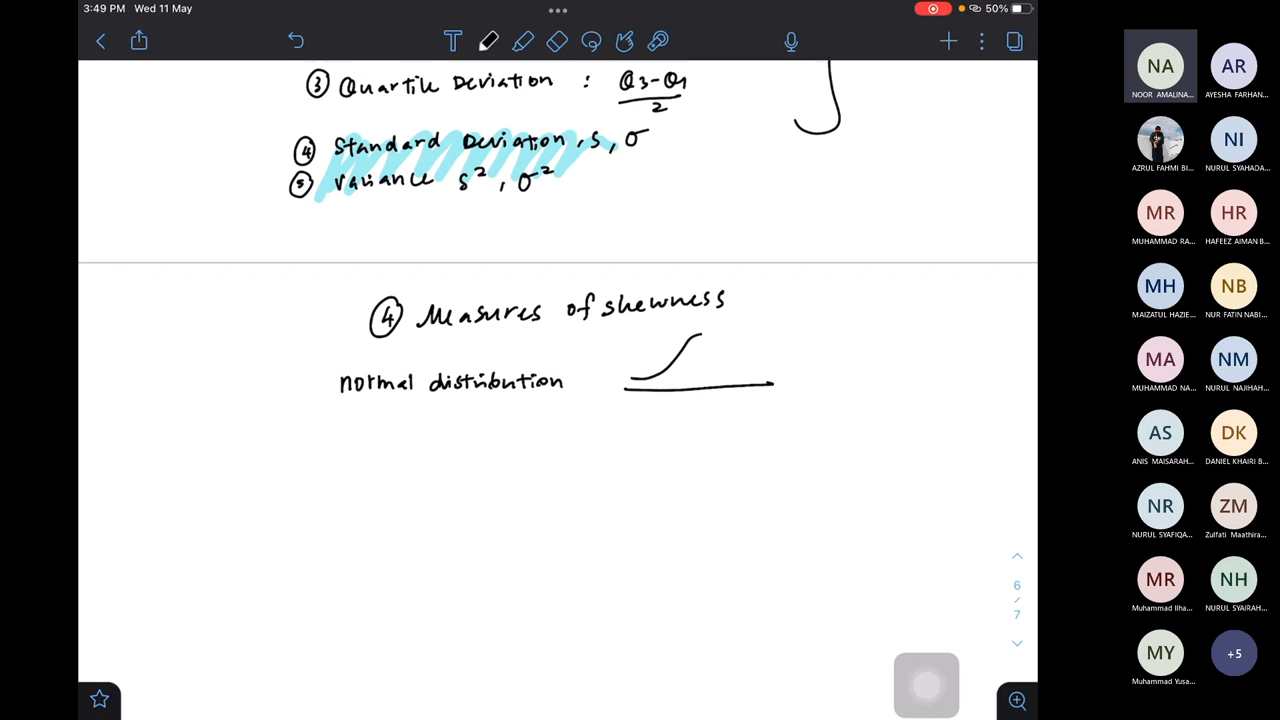 3:49 PM Wed 11 May
50%
③ Quartile Deviation : Q3-Q1
2
④ Standard Deviation, s, σ
⑤ Variance s², σ²
④ Measures of skewness
normal distribution
6
/
7
NA
NOOR AMALINA...
AR
AYESHA FARHAN...
AZRUL FAHMI BI...
NI
NURUL SYAHADA...
MR
MUHAMMAD RA...
HR
HAFEEZ AIMAN B...
MH
MAIZATUL HAZIE...
NB
NUR FATIN NABI...
MA
MUHAMMAD NA...
NM
NURUL NAJIHAH...
AS
ANIS MAISARAH...
DK
DANIEL KHAIRI B...
NR
NURUL SYAFIQA...
ZM
Zulfati Maathira...
MR
Muhammad Ilha...
NH
NURUL SYAIRAH...
MY
Muhammad Yusa...
+5